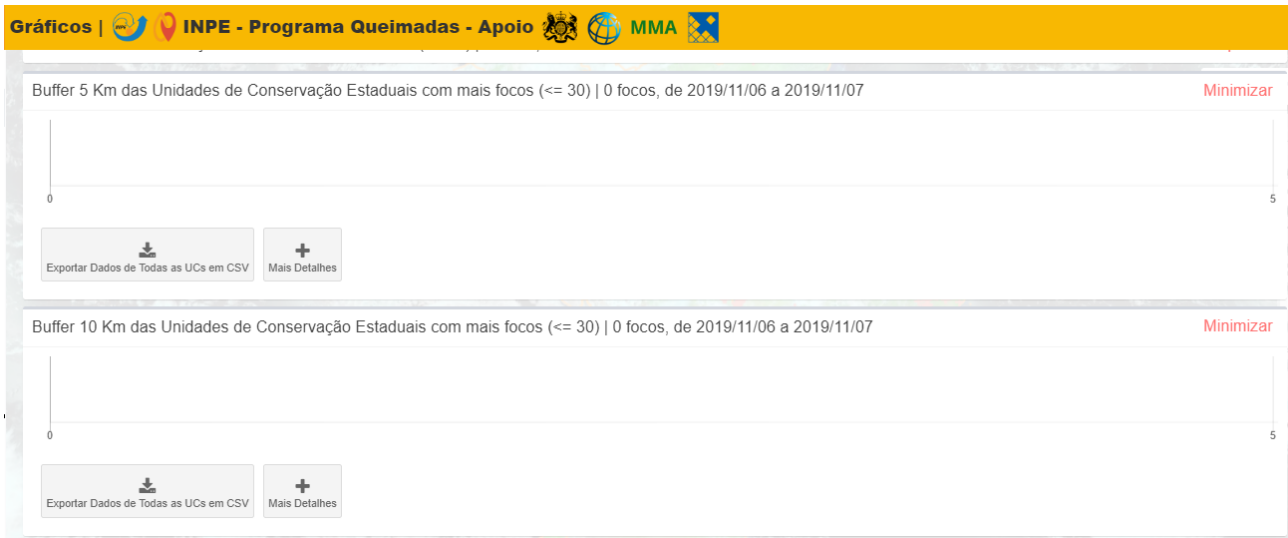 Gráficos | INPE - Programa Queimadas - Apoio MMA
Buffer 5 Km das Unidades de Conservação Estaduais com mais focos (<= 30) | 0 focos, de 2019/11/06 a 2019/11/07 Minimizar
0 5
Exportar Dados de Todas as UCs em CSV Mais Detalhes
Buffer 10 Km das Unidades de Conservação Estaduais com mais focos (<= 30) | 0 focos, de 2019/11/06 a 2019/11/07 Minimizar
0 5
Exportar Dados de Todas as UCs em CSV Mais Detalhes